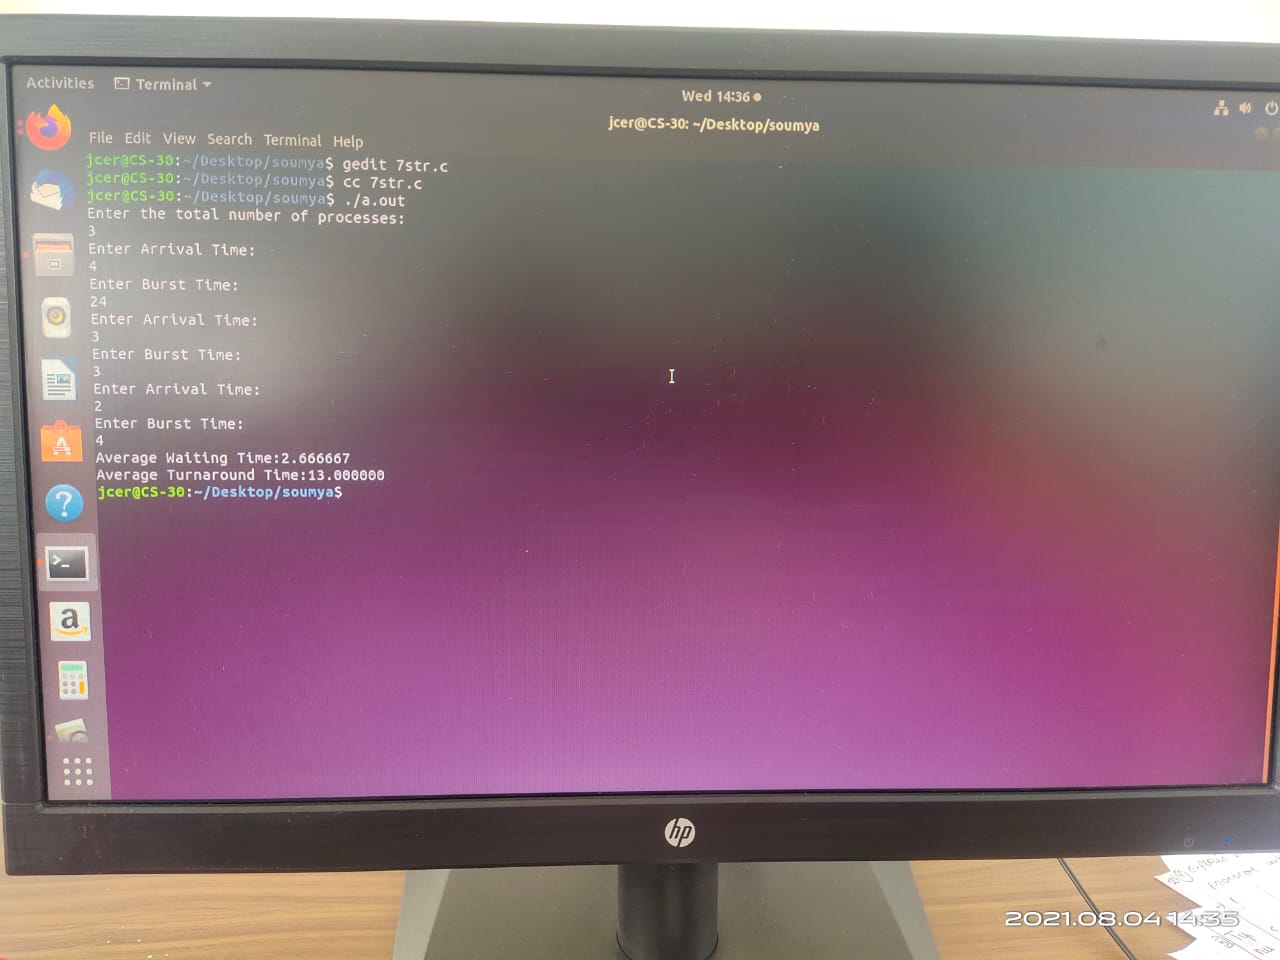 Activities Terminal
Wed 14:36
jcer@CS-30: ~/Desktop/soumya
File Edit View Search Terminal Help
jcer@CS-30:~/Desktop/soumya$ gedit 7str.c
jcer@CS-30:~/Desktop/soumya$ cc 7str.c
jcer@CS-30:~/Desktop/soumya$ ./a.out
Enter the total number of processes:
3
Enter Arrival Time:
4
Enter Burst Time:
24
Enter Arrival Time:
3
Enter Burst Time:
3
Enter Arrival Time:
2
Enter Burst Time:
4
Average Waiting Time:2.666667
Average Turnaround Time:13.000000
jcer@CS-30:~/Desktop/soumya$
hp
2021.08.04 14:35